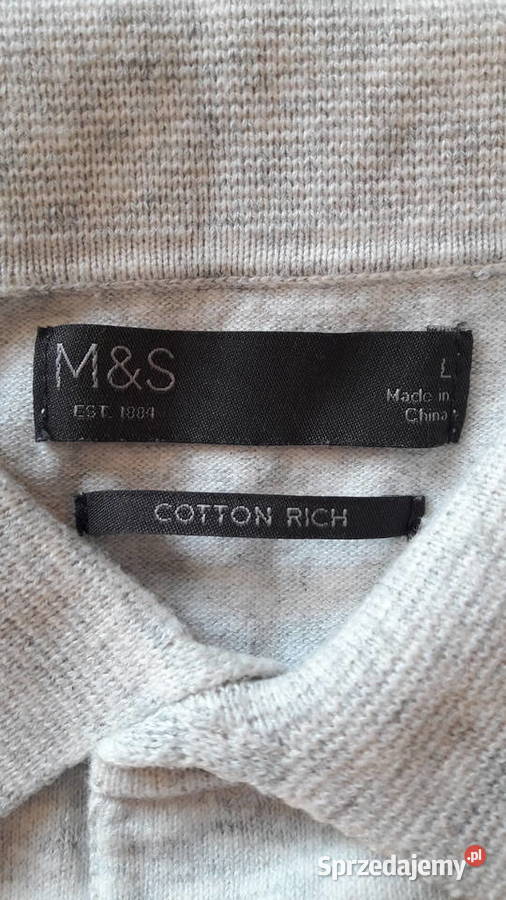 M&S
EST. 1884
L
Made in
China
COTTON RICH
Sprzedajemy.pl